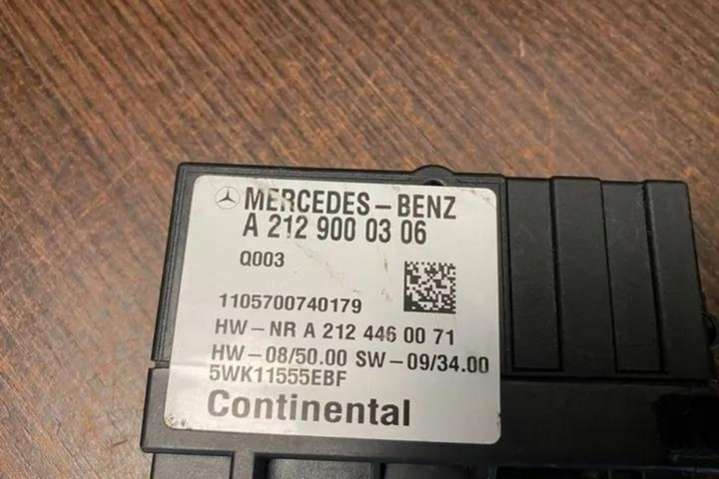 MERCEDES-BENZ
A 212 900 03 06
Q003
1105700740179
HW-NR A 212 446 00 71
HW-08/50.00 SW-09/34.00
5WK11555EBF
Continental